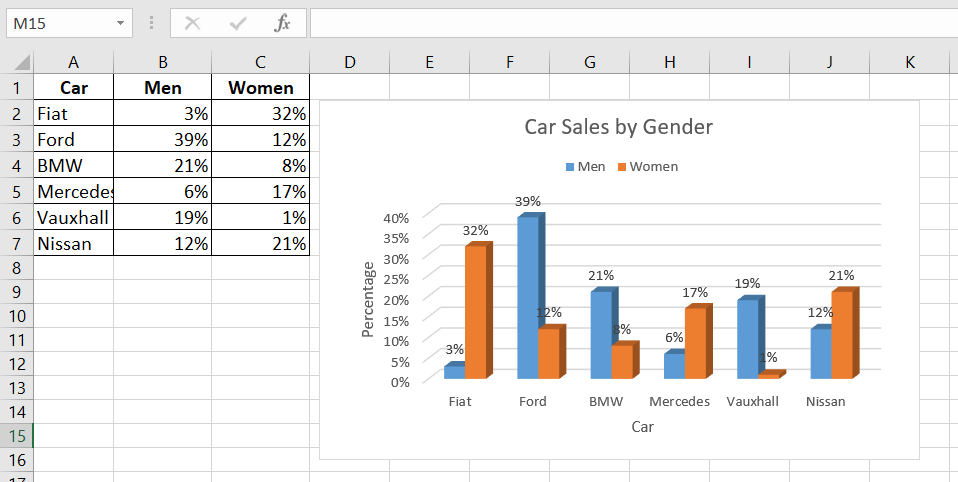 M15 fx
A B C D E F G H I J K
1 Car Men Women
2 Fiat 3% 32%
3 Ford 39% 12%
4 BMW 21% 8%
5 Mercedes 6% 17%
6 Vauxhall 19% 1%
7 Nissan 12% 21%
8
9
10
11
12
13
14
15
16
17
Car Sales by Gender
Men Women
40%
35%
30%
25%
20%
15%
10%
5%
0%
Percentage
3% 32% 39% 12% 21% 8% 6% 17% 19% 1% 12% 21%
Fiat Ford BMW Mercedes Vauxhall Nissan
Car